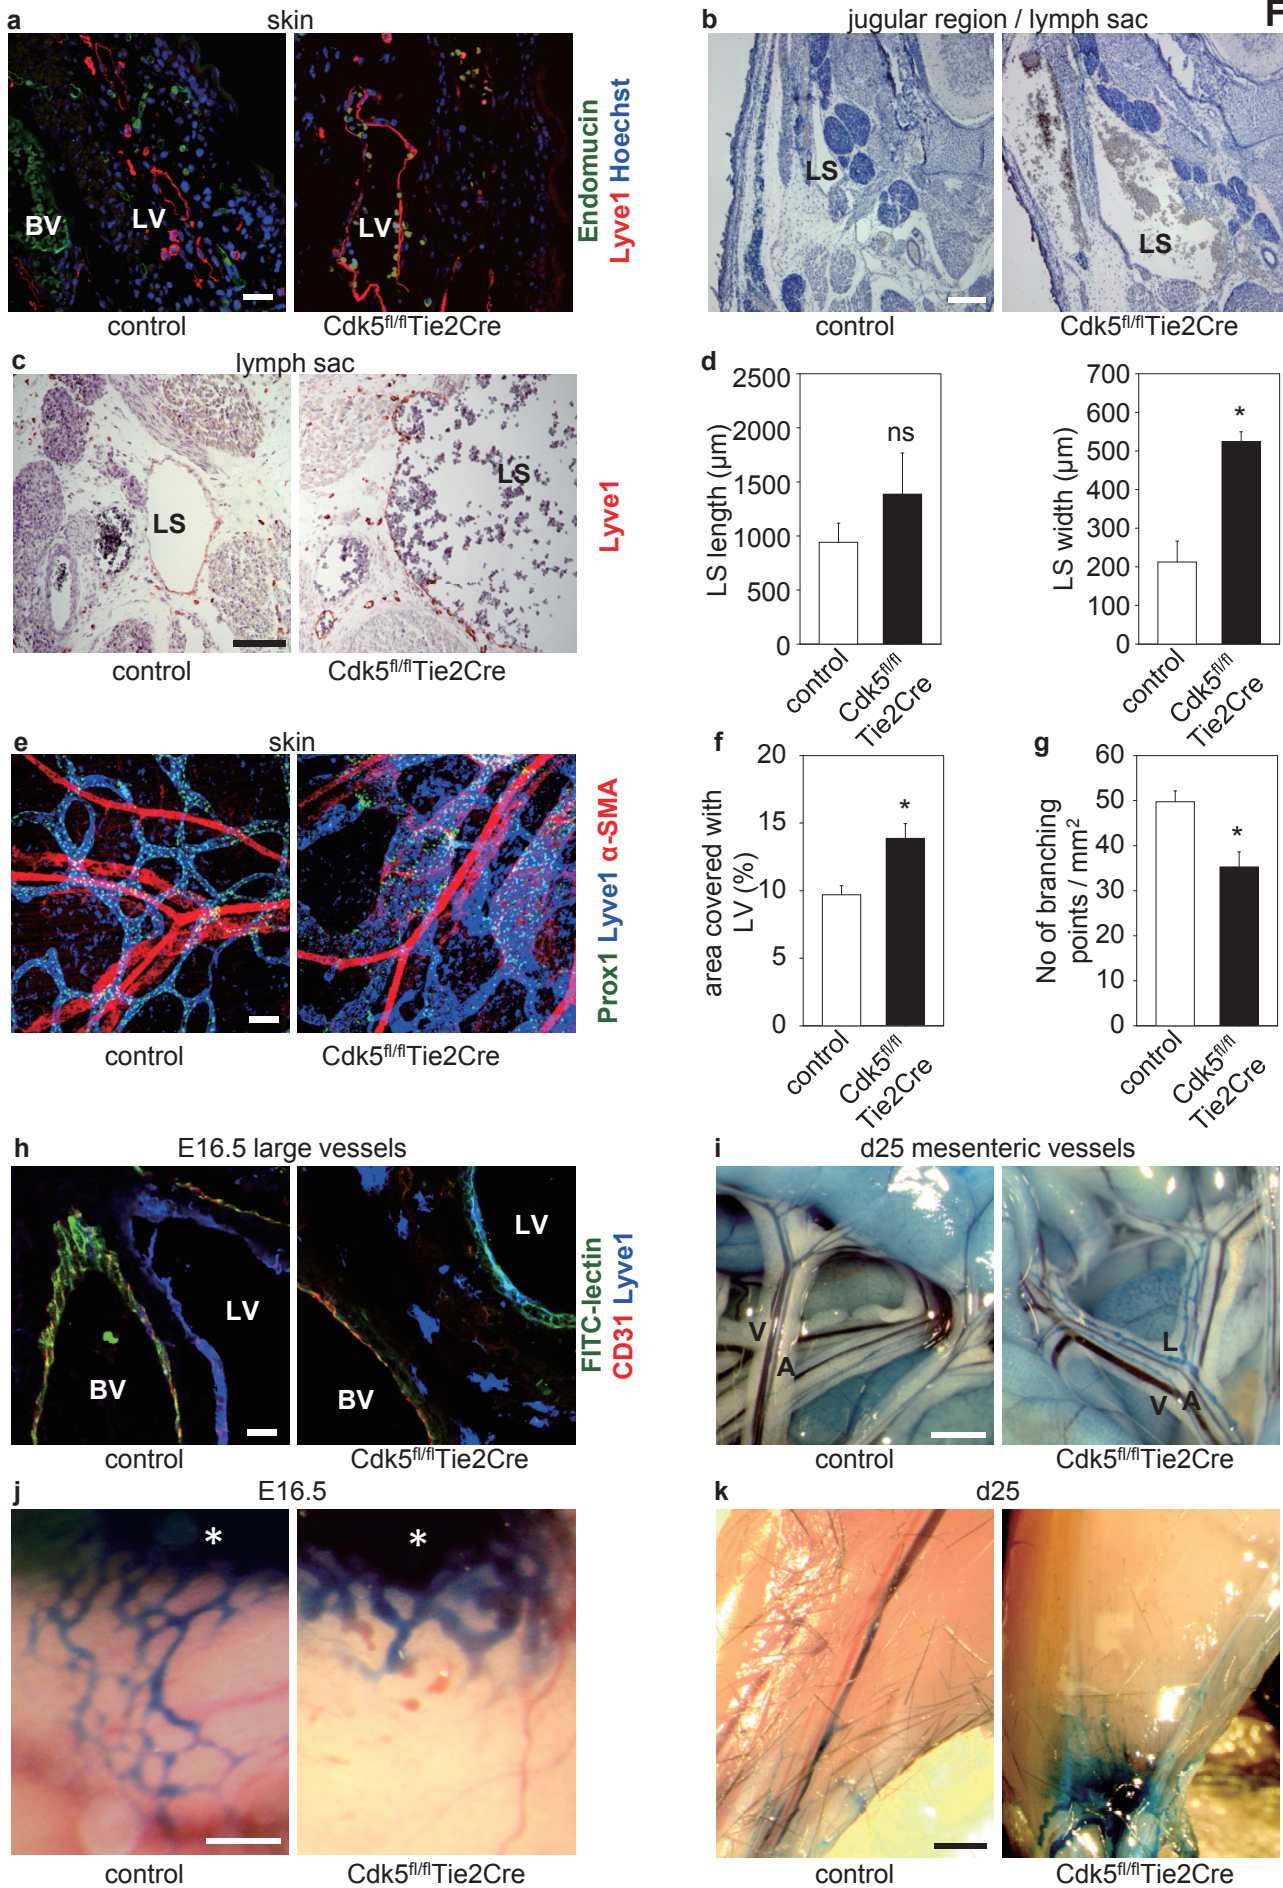 a skin
b jugular region / lymph sac
F
BV
LV
LV
Endomucin
Lyve1 Hoechst
LS
LS
control
Cdk5fl/flTie2Cre
control
Cdk5fl/flTie2Cre
c lymph sac
LS
LS
Lyve1
control
Cdk5fl/flTie2Cre
d
LS length (µm)
2500
2000
1500
1000
500
0
ns
control
Cdk5fl/fl
Tie2Cre
LS width (µm)
700
600
500
400
300
200
100
0
*
control
Cdk5fl/fl
Tie2Cre
e skin
Prox1 Lyve1 α-SMA
control
Cdk5fl/flTie2Cre
f
area covered with
LV (%)
20
15
10
5
0
*
control
Cdk5fl/fl
Tie2Cre
g
No of branching
points / mm2
60
50
40
30
20
10
0
*
control
Cdk5fl/fl
Tie2Cre
h E16.5 large vessels
BV
LV
BV
LV
FITC-lectin
CD31 Lyve1
control
Cdk5fl/flTie2Cre
i d25 mesenteric vessels
V
A
L
V
A
control
Cdk5fl/flTie2Cre
j E16.5
*
*
control
Cdk5fl/flTie2Cre
k d25
control
Cdk5fl/flTie2Cre